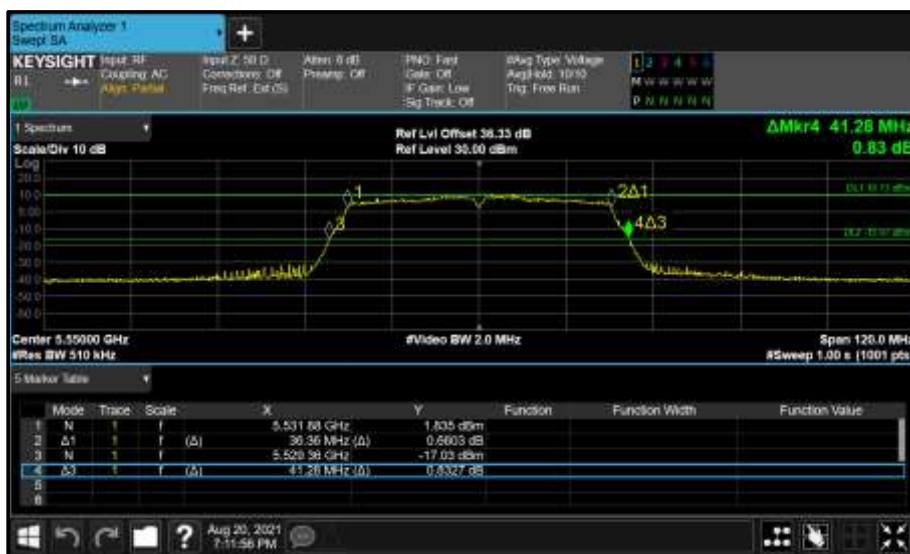 Spectrum Analyzer 1
Swept SA
KEYSIGHT Input: RF Input Z: 50 Ω Atten: 6 dB PNO: Fast #Avg Type: Voltage 1 2 3 4 5 6
Coupling: AC Corrections: Off Preamp: Off Gate: Off Avg|Hold: 10/10 M W W W W W
Align: Partial Freq Ref: Ext (S) IF Gain: Low Trig: Free Run P N N N N N
Sig Track: Off
1 Spectrum
Scale/Div 10 dB
Ref Lvl Offset 36.33 dB
Ref Level 30.00 dBm
ΔMkr4 41.28 MHz
0.83 dB
Log
20.0
10.0
0.00
-10.0
-20.0
-30.0
-40.0
-50.0
-60.0
1
2Δ1
3
4Δ3
Center 5.55000 GHz
#Res BW 510 kHz
#Video BW 2.0 MHz
Span 120.0 MHz
#Sweep 1.00 s (1001 pts)
5 Marker Table
Mode Trace Scale X Y Function Function Width Function Value
1 N 1 f 5.531 88 GHz 1.835 dBm
2 Δ1 1 f (Δ) 36.36 MHz (Δ) 0.6603 dB
3 N 1 f 5.529 36 GHz -17.03 dBm
4 Δ3 1 f (Δ) 41.28 MHz (Δ) 0.8327 dB
5
6
?
Aug 20, 2021
7:11:56 PM